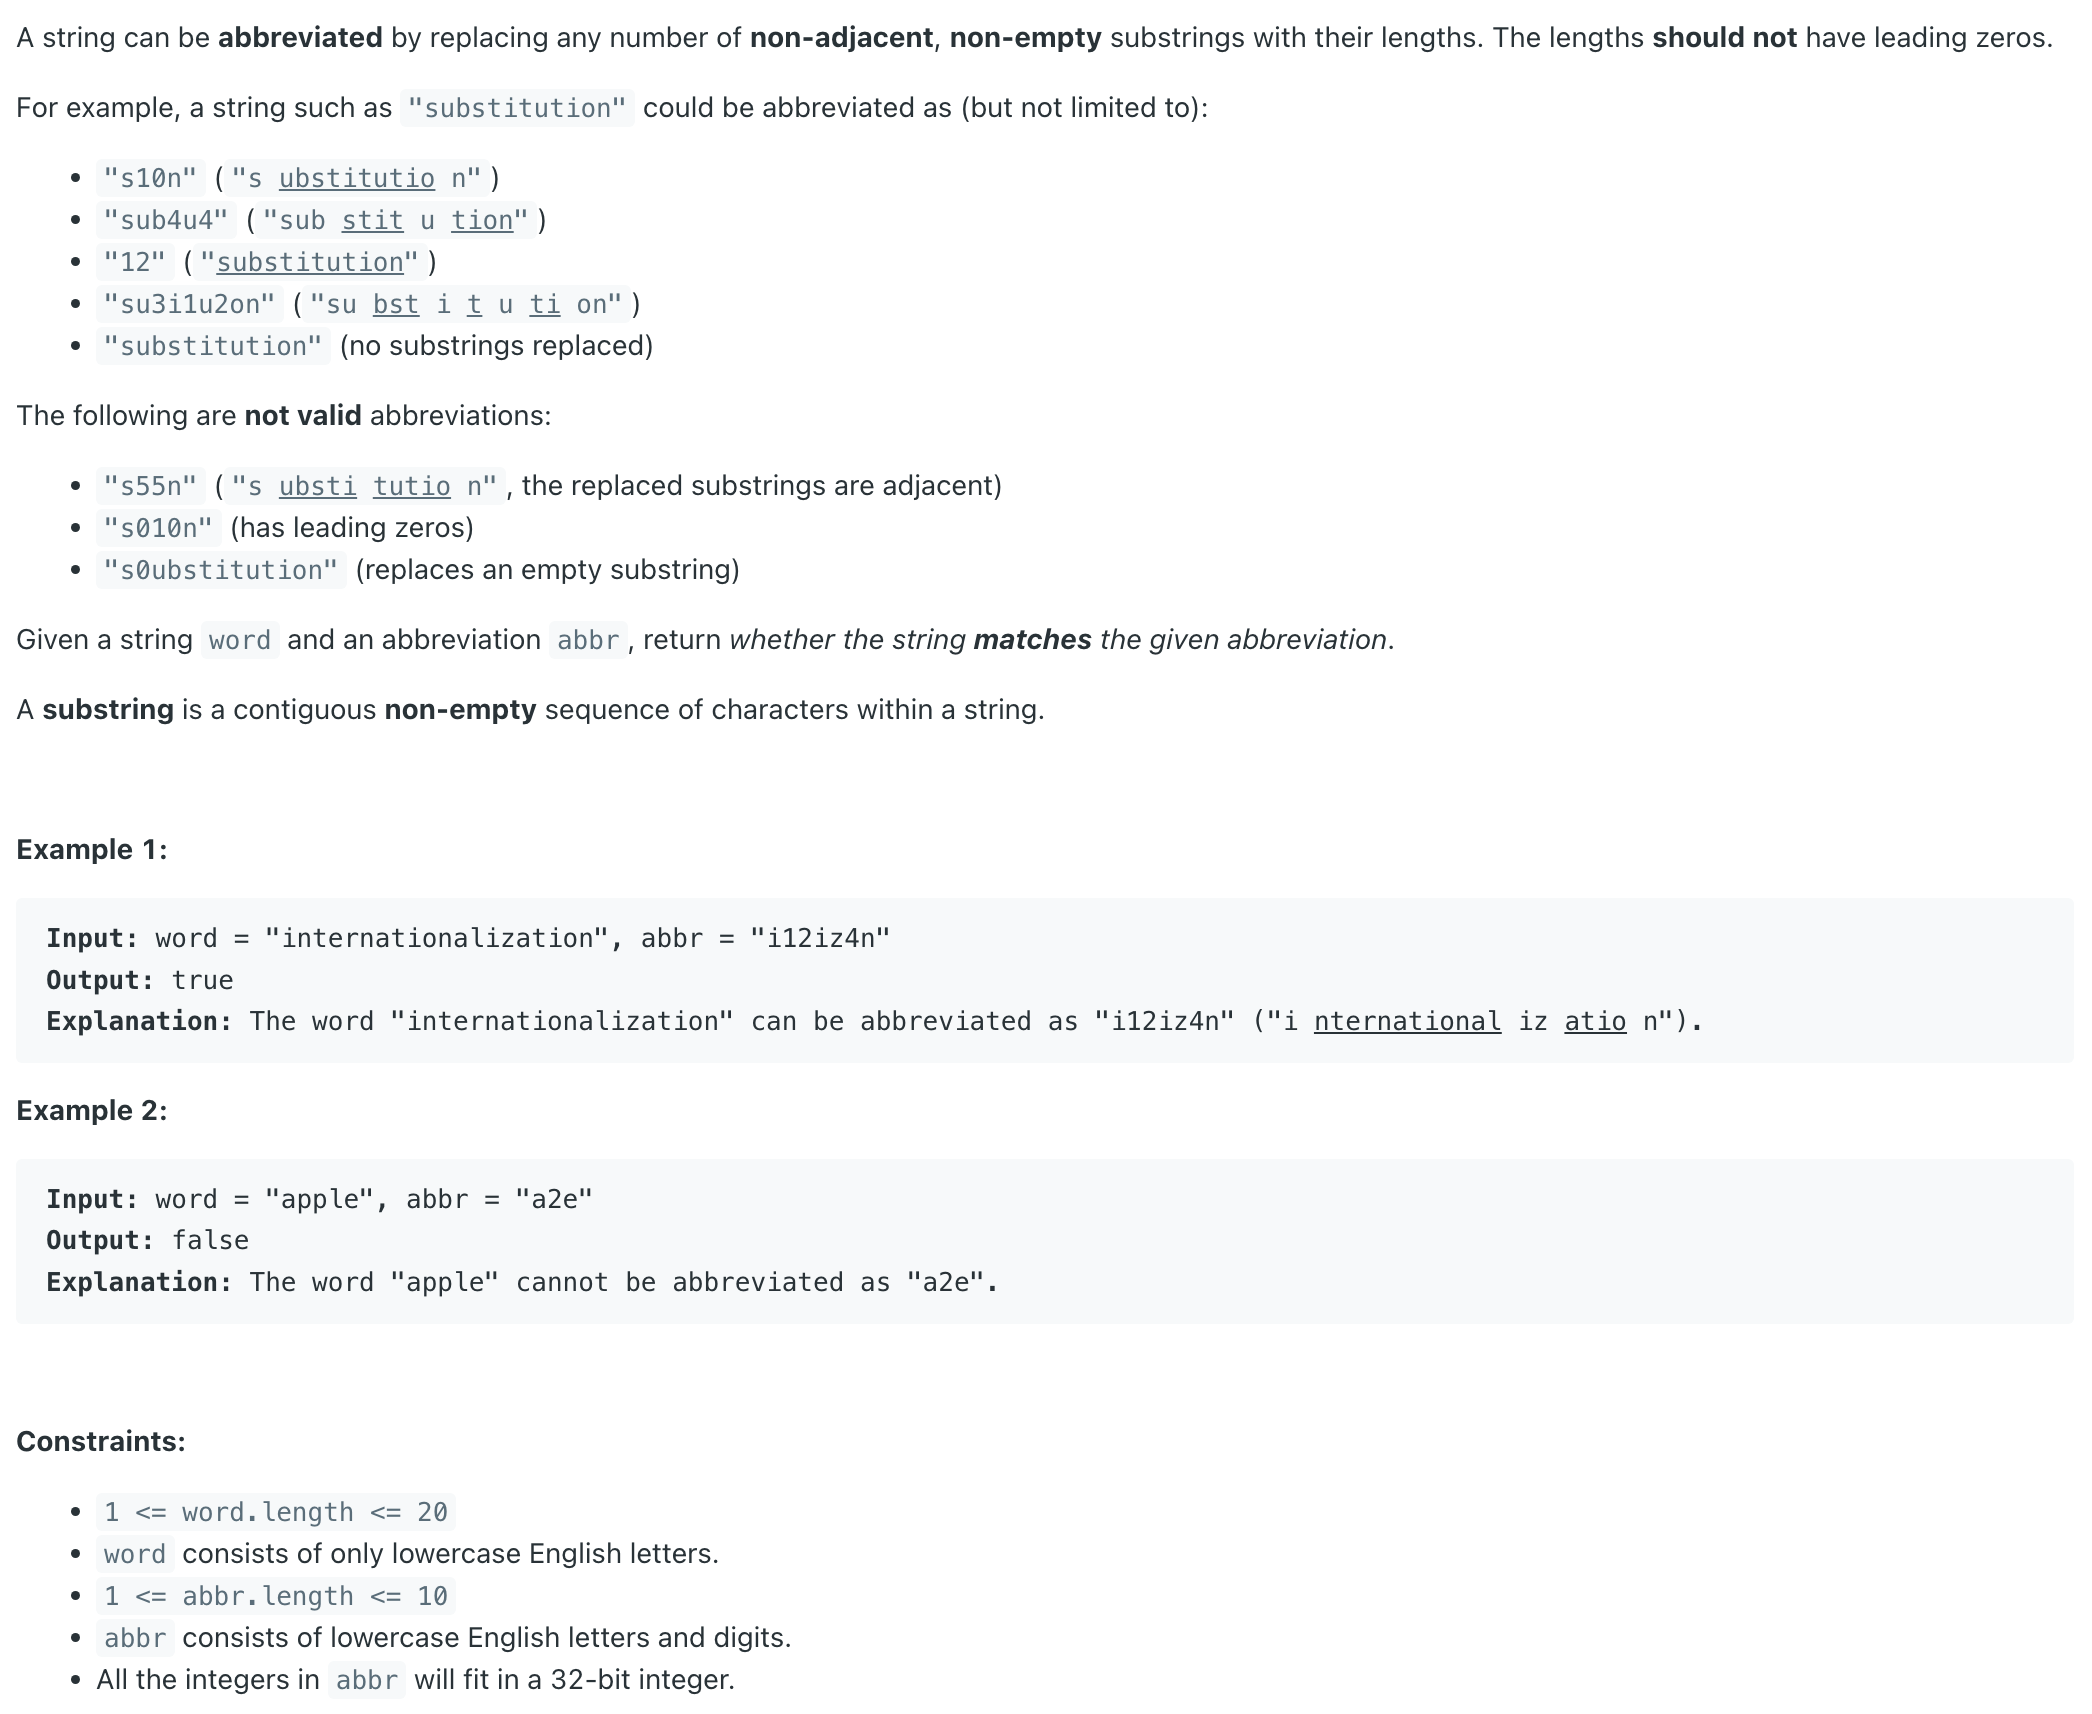 A string can be abbreviated by replacing any number of non-adjacent, non-empty substrings with their lengths. The lengths should not have leading zeros.
For example, a string such as "substitution" could be abbreviated as (but not limited to):
• "s10n" ("s ubstitutio n")
• "sub4u4" ("sub stit u tion")
• "12" ("substitution")
• "su3i1u2on" ("su bst i t u ti on")
• "substitution" (no substrings replaced)
The following are not valid abbreviations:
• "s55n" ("s ubsti tutio n", the replaced substrings are adjacent)
• "s010n" (has leading zeros)
• "s0ubstitution" (replaces an empty substring)
Given a string word and an abbreviation abbr, return whether the string matches the given abbreviation.
A substring is a contiguous non-empty sequence of characters within a string.
Example 1:
Input: word = "internationalization", abbr = "i12iz4n"
Output: true
Explanation: The word "internationalization" can be abbreviated as "i12iz4n" ("i nternational iz atio n").
Example 2:
Input: word = "apple", abbr = "a2e"
Output: false
Explanation: The word "apple" cannot be abbreviated as "a2e".
Constraints:
• 1 <= word.length <= 20
• word consists of only lowercase English letters.
• 1 <= abbr.length <= 10
• abbr consists of lowercase English letters and digits.
• All the integers in abbr will fit in a 32-bit integer.